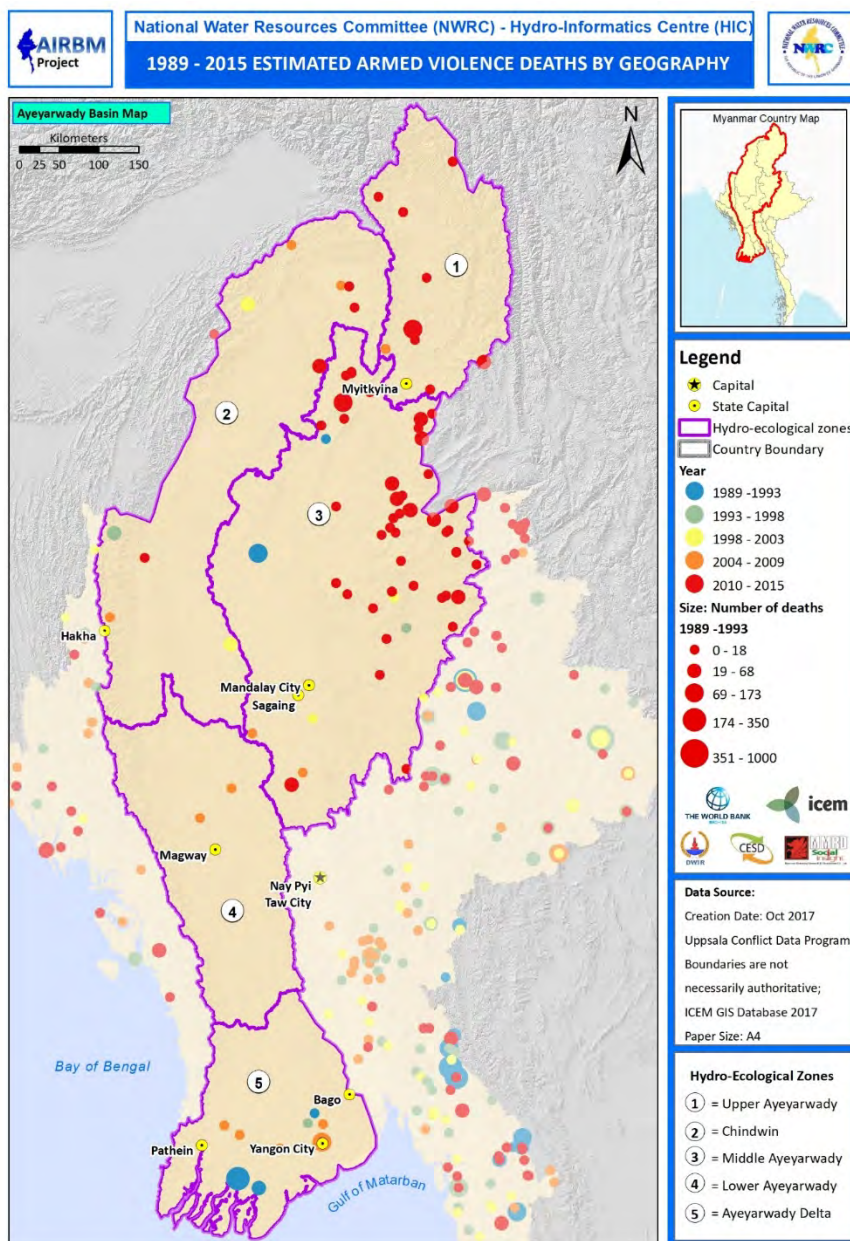 AIRBM
Project
National Water Resources Committee (NWRC) - Hydro-Informatics Centre (HIC)
1989 - 2015 ESTIMATED ARMED VIOLENCE DEATHS BY GEOGRAPHY
NWRC
Ayeyarwady Basin Map
Kilometers
0 25 50 100 150
N
1
2
Myitkyina
3
Hakha
Mandalay City
Sagaing
Magway
Nay Pyi
Taw City
4
Bay of Bengal
5
Bago
Pathein
Yangon City
Gulf of Matarban
Myanmar Country Map
Legend
Capital
State Capital
Hydro-ecological zones
Country Boundary
Year
1989 -1993
1993 - 1998
1998 - 2003
2004 - 2009
2010 - 2015
Size: Number of deaths
1989 -1993
0 - 18
19 - 68
69 - 173
174 - 350
351 - 1000
THE WORLD BANK
icem
DWIR
CESD
MMRD
Social
Data Source:
Creation Date: Oct 2017
Uppsala Conflict Data Program
Boundaries are not
necessarily authoritative;
ICEM GIS Database 2017
Paper Size: A4
Hydro-Ecological Zones
1 = Upper Ayeyarwady
2 = Chindwin
3 = Middle Ayeyarwady
4 = Lower Ayeyarwady
5 = Ayeyarwady Delta